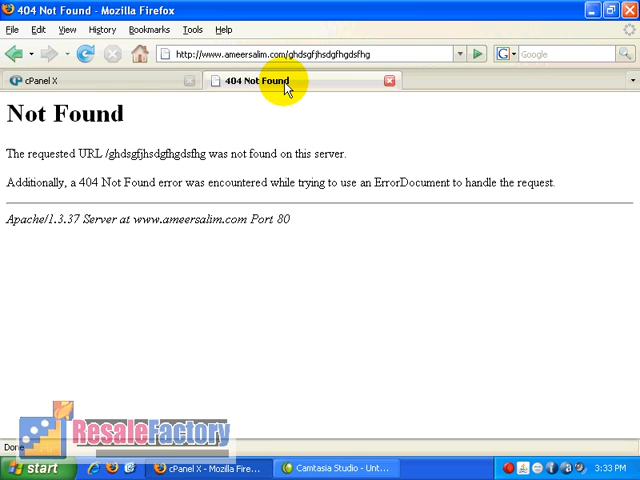 404 Not Found - Mozilla Firefox
File Edit View History Bookmarks Tools Help
http://www.ameersalim.com/ghdsgfjhsdgfhgdsfhg
G Google
cPanel X
404 Not Found
Not Found
The requested URL /ghdsgfjhsdgfhgdsfhg was not found on this server.
Additionally, a 404 Not Found error was encountered while trying to use an ErrorDocument to handle the request.
Apache/1.3.37 Server at www.ameersalim.com Port 80
ResaleFactory
Done
start
cPanel X - Mozilla Fire...
Camtasia Studio - Unt...
3:33 PM